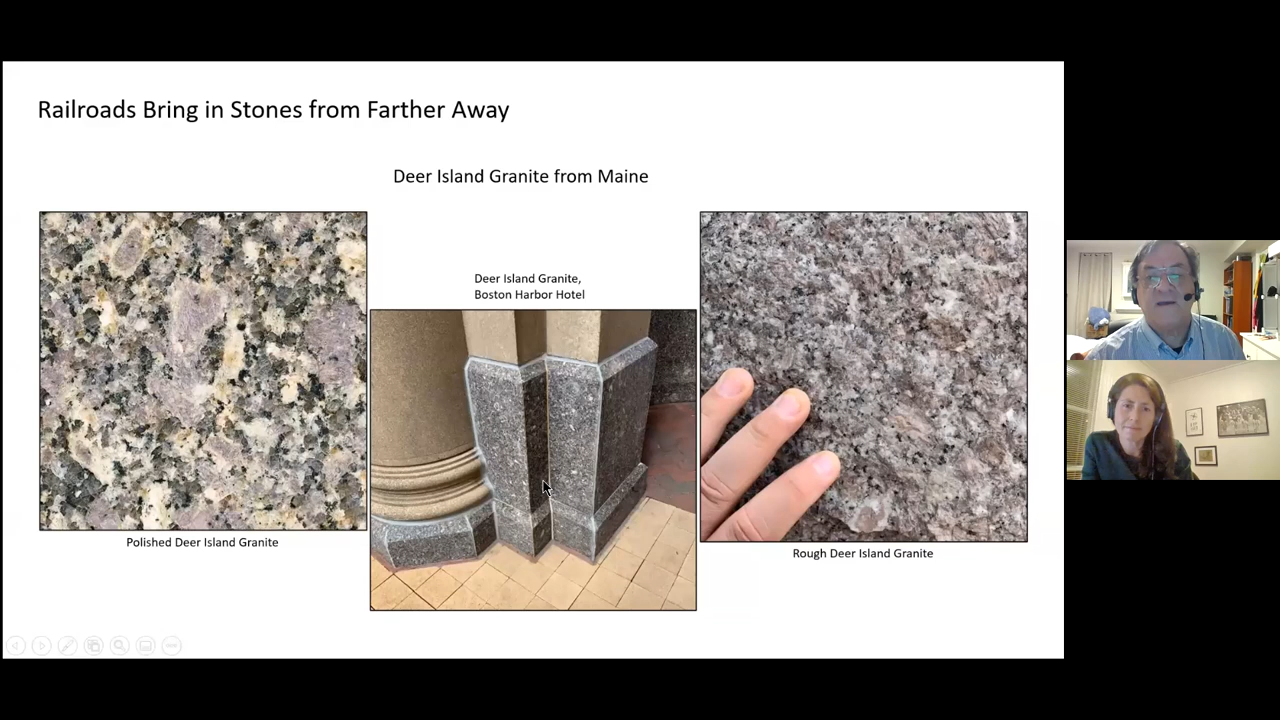 Railroads Bring in Stones from Farther Away
Deer Island Granite from Maine
Deer Island Granite,
Boston Harbor Hotel
Polished Deer Island Granite
Rough Deer Island Granite